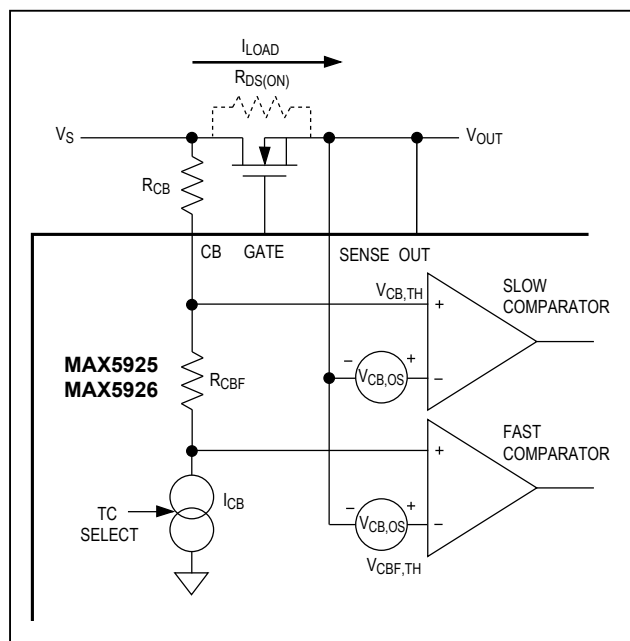 ILOAD
RDS(ON)
VS
VOUT
RCB
CB GATE SENSE OUT
VCB,TH
SLOW
COMPARATOR
+
− + −
VCB,OS
MAX5925
MAX5926
RCBF
FAST
COMPARATOR
+
ICB
− + −
VCB,OS
TC
SELECT
VCBF,TH